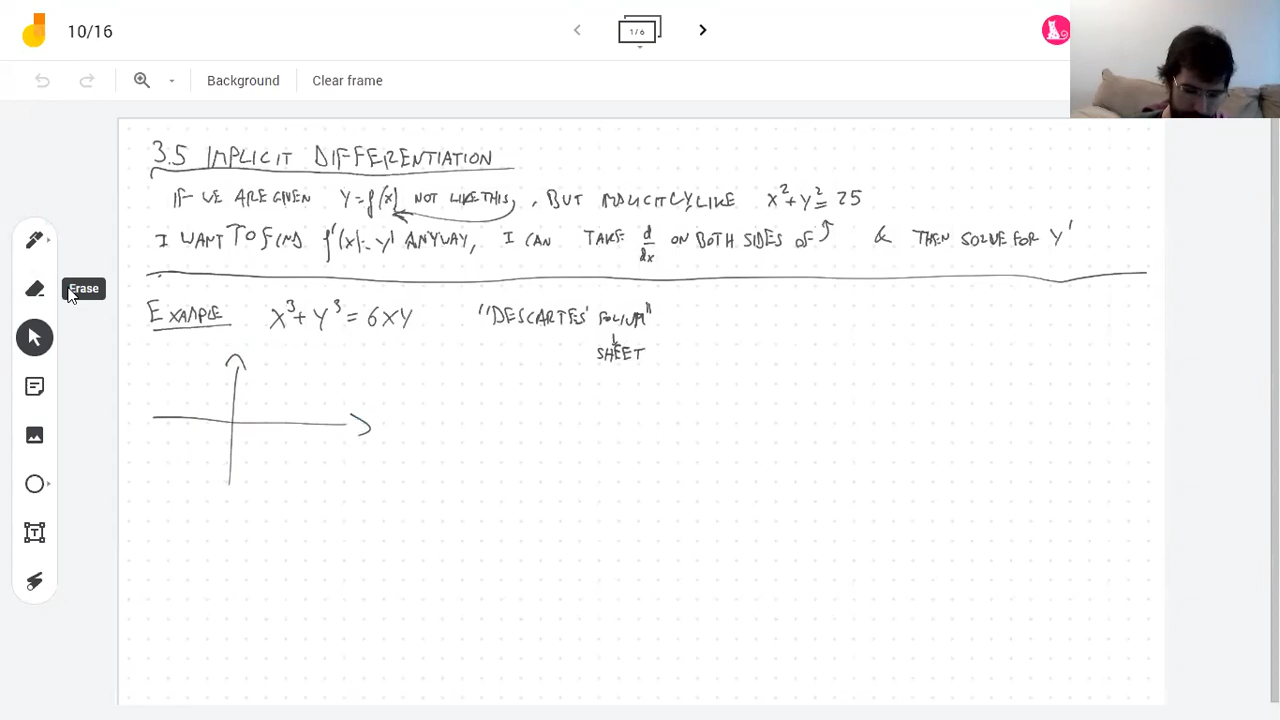 10/16
1/6
Background
Clear frame
Erase
3.5 IMPLICIT DIFFERENTIATION
IF WE ARE GIVEN Y=f(x) NOT LIKE THIS, BUT IMPLICITLY LIKE x²+y²=25
I WANT TO FIND f'(x)=y' ANYWAY, I CAN TAKE d/dx ON BOTH SIDES OF & THEN SOLVE FOR Y'
EXAMPLE x³+y³=6xy "DESCARTES' FOLIUM"
SHEET